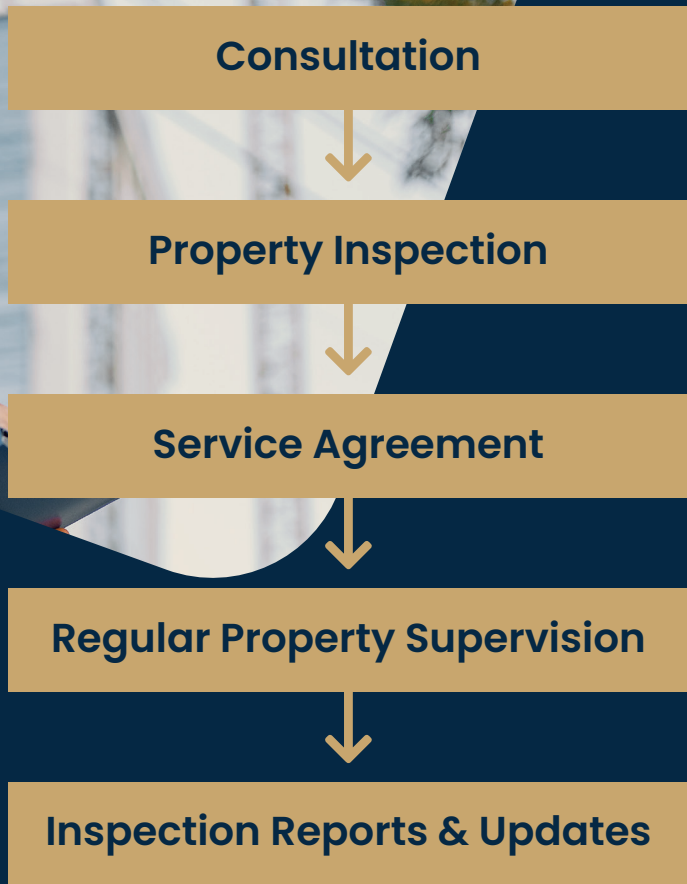 Consultation
Property Inspection
Service Agreement
Regular Property Supervision
Inspection Reports & Updates